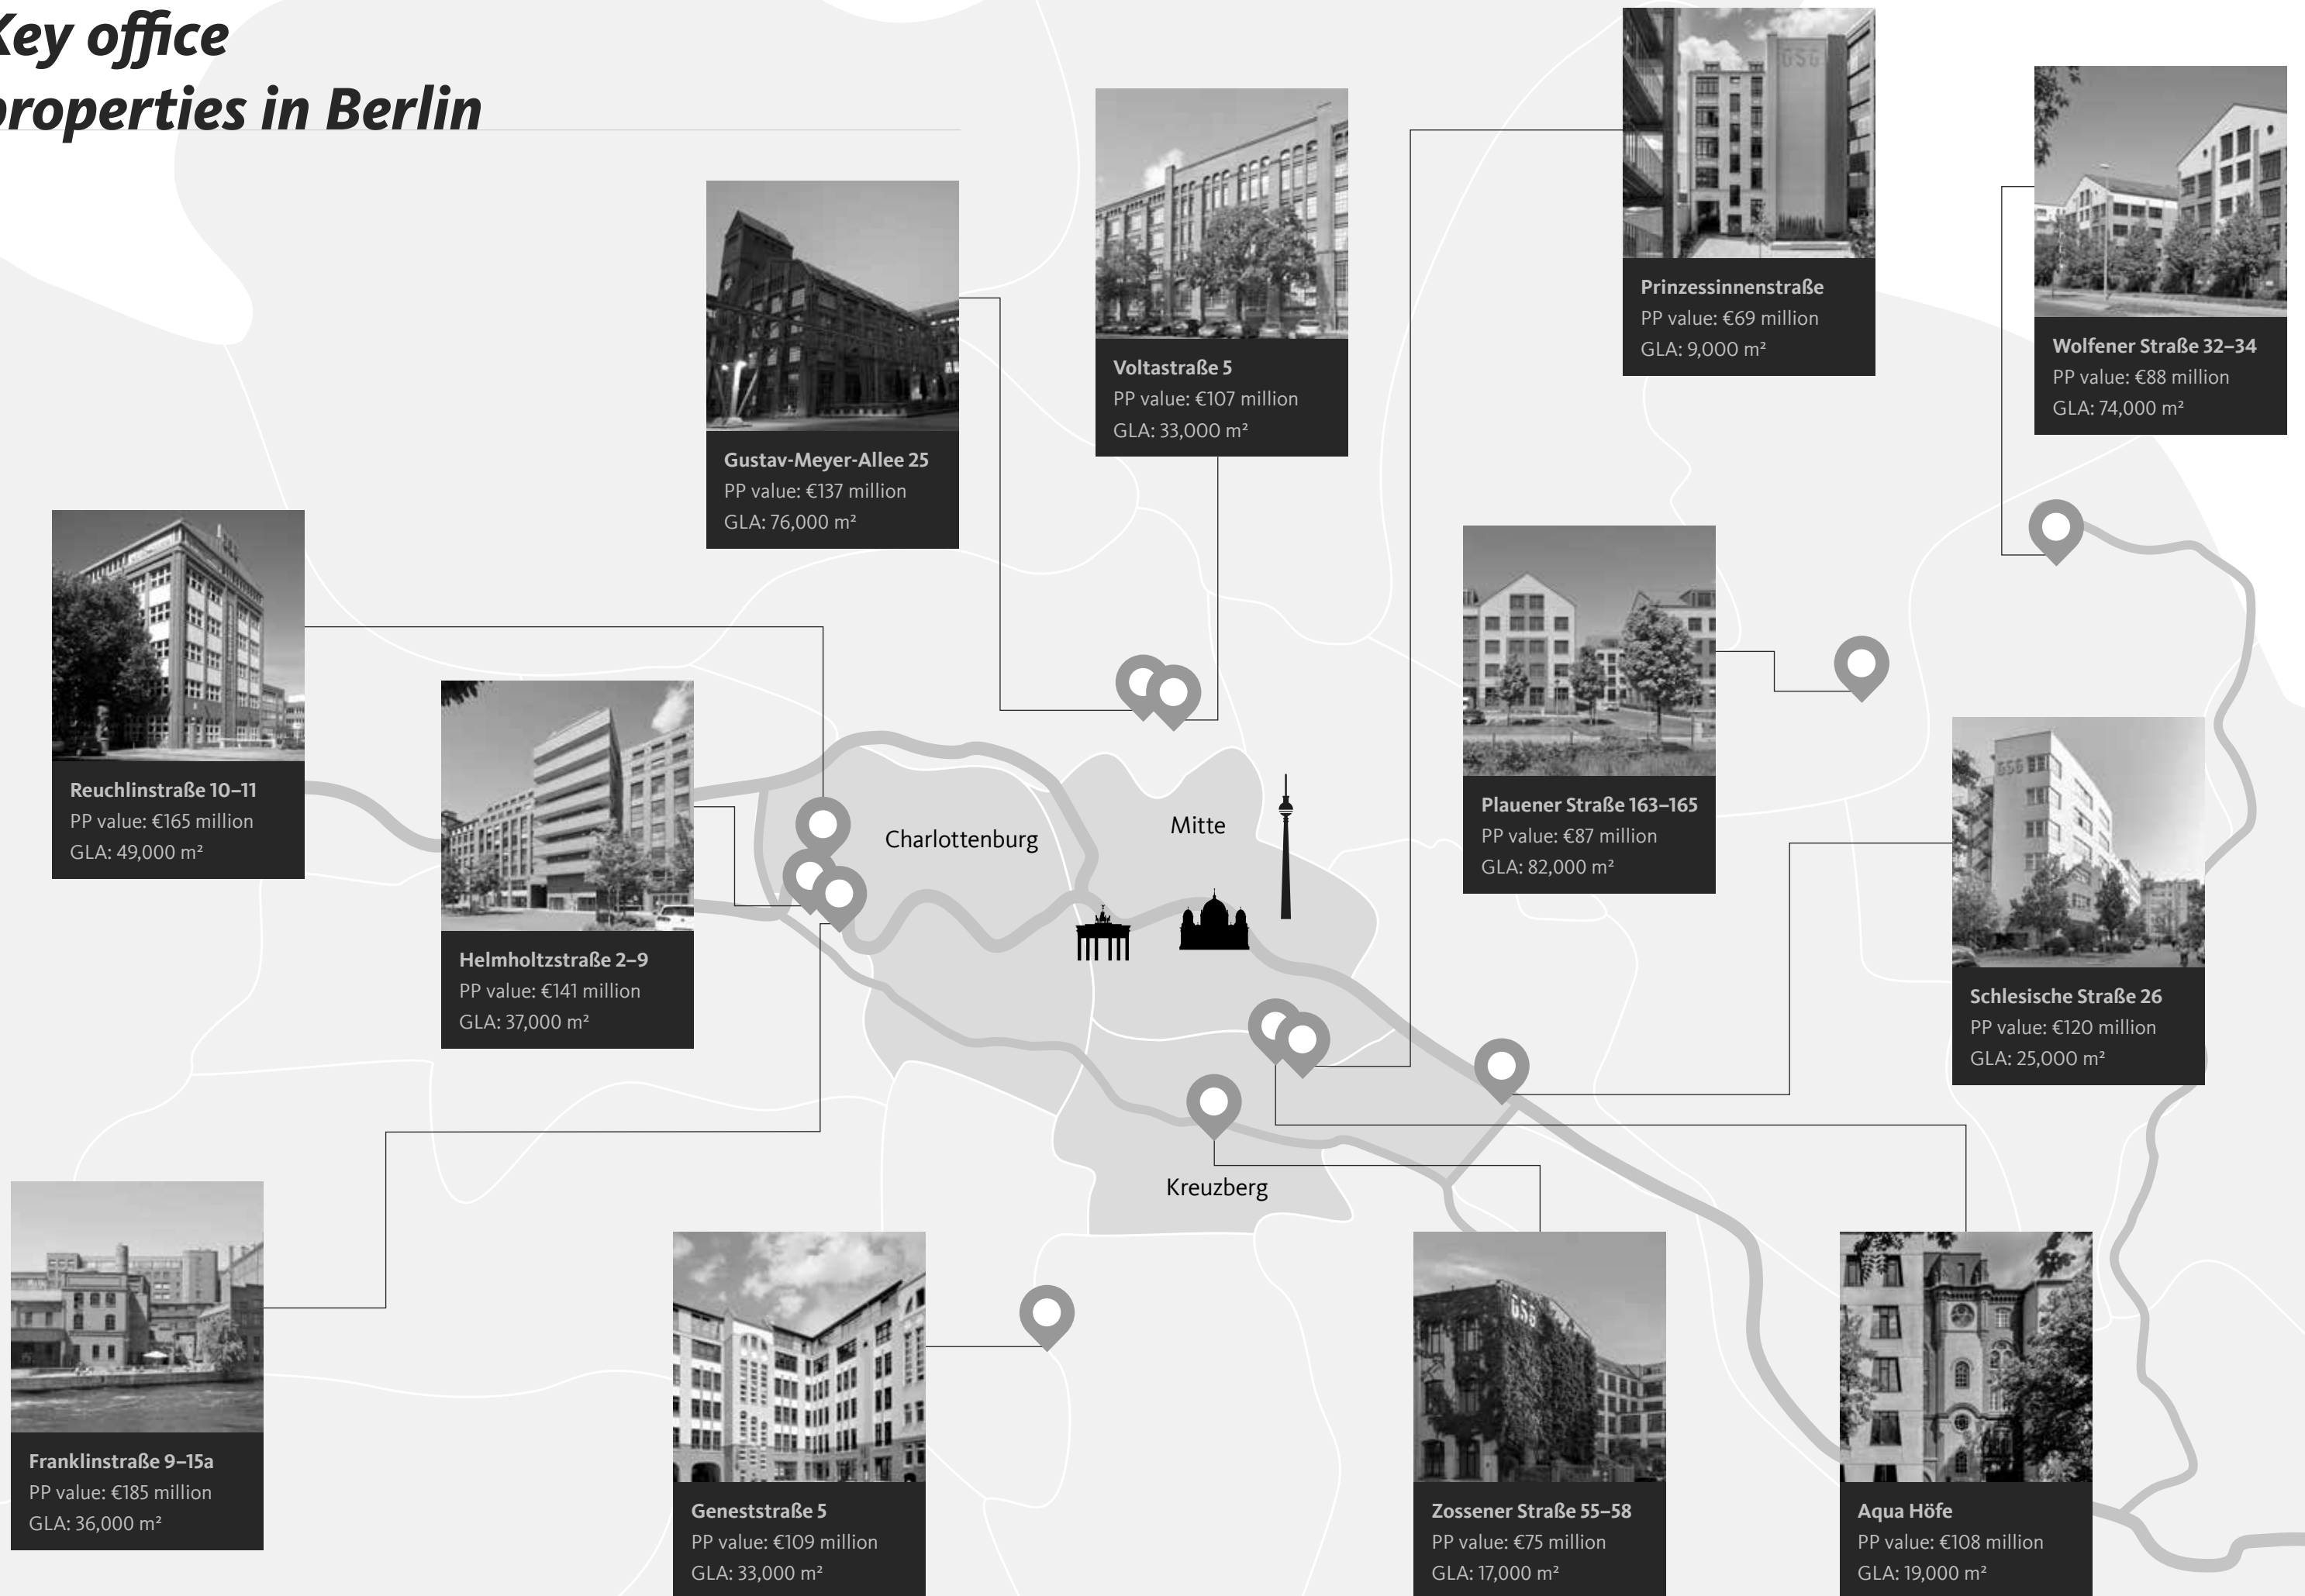 Key office
properties in Berlin
Prinzessinnenstraße
PP value: €69 million
GLA: 9,000 m²
Wolfener Straße 32–34
PP value: €88 million
GLA: 74,000 m²
Voltastraße 5
PP value: €107 million
GLA: 33,000 m²
Gustav-Meyer-Allee 25
PP value: €137 million
GLA: 76,000 m²
Reuchlinstraße 10–11
PP value: €165 million
GLA: 49,000 m²
Plauener Straße 163–165
PP value: €87 million
GLA: 82,000 m²
Charlottenburg
Mitte
Helmholtzstraße 2–9
PP value: €141 million
GLA: 37,000 m²
Schlesische Straße 26
PP value: €120 million
GLA: 25,000 m²
Kreuzberg
Franklinstraße 9–15a
PP value: €185 million
GLA: 36,000 m²
Geneststraße 5
PP value: €109 million
GLA: 33,000 m²
Zossener Straße 55–58
PP value: €75 million
GLA: 17,000 m²
Aqua Höfe
PP value: €108 million
GLA: 19,000 m²
GSG
GSG
GSG